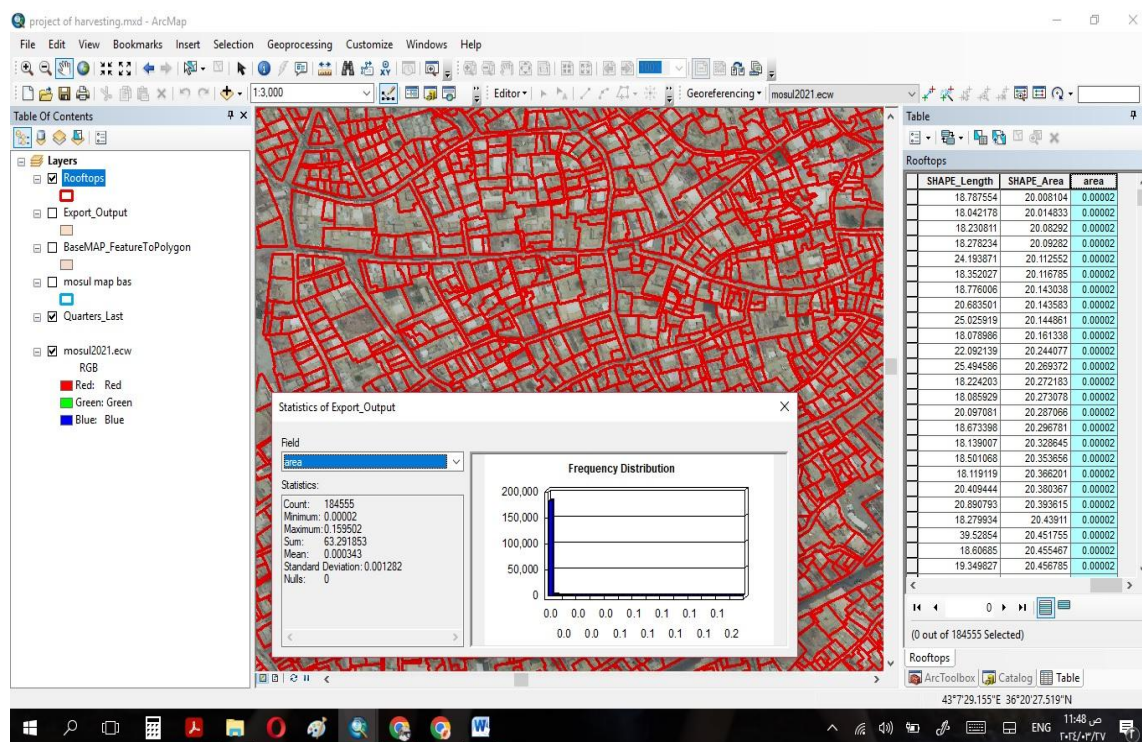 project of harvesting.mxd - ArcMap
File Edit View Bookmarks Insert Selection Geoprocessing Customize Windows Help
1:3,000
Editor
Georeferencing
mosul2021.ecw
Table Of Contents
Layers
Rooftops
Export_Output
BaseMAP_FeatureToPolygon
mosul map bas
Quarters_Last
mosul2021.ecw
RGB
Red: Red
Green: Green
Blue: Blue
Statistics of Export_Output
Field
area
Statistics:
Count: 184555
Minimum: 0.00002
Maximum: 0.159502
Sum: 63.291853
Mean: 0.000343
Standard Deviation: 0.001282
Nulls: 0
Frequency Distribution
200,000
150,000
100,000
50,000
0
0.0 0.0 0.0 0.1 0.1 0.1 0.1
0.0 0.0 0.1 0.1 0.1 0.1 0.2
Table
Rooftops
SHAPE_Length SHAPE_Area area
18.787554 20.008104 0.00002
18.042178 20.014833 0.00002
18.230811 20.08292 0.00002
18.278234 20.09282 0.00002
24.193871 20.112552 0.00002
18.352027 20.116785 0.00002
18.776006 20.143038 0.00002
20.683501 20.143583 0.00002
25.025919 20.144861 0.00002
18.078986 20.161338 0.00002
22.092139 20.244077 0.00002
25.494586 20.269372 0.00002
18.224203 20.272183 0.00002
18.085929 20.273078 0.00002
20.097081 20.287066 0.00002
18.673398 20.296781 0.00002
18.139007 20.328645 0.00002
18.501068 20.353656 0.00002
18.119119 20.366201 0.00002
20.409444 20.380367 0.00002
20.890793 20.393615 0.00002
18.279934 20.43911 0.00002
39.52854 20.451755 0.00002
18.60685 20.455467 0.00002
19.349827 20.456785 0.00002
0
(0 out of 184555 Selected)
Rooftops
ArcToolbox Catalog Table
43°7'29.155"E 36°20'27.519"N
ENG
11:48 ص
٢٠٢٤/٠٣/٢٧